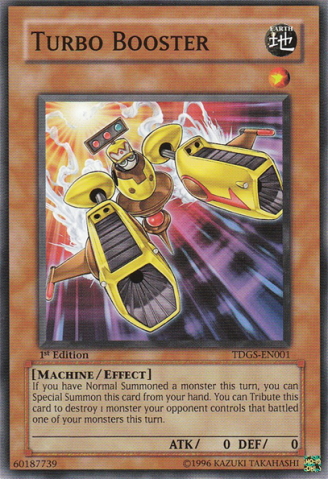 TURBO BOOSTER
EARTH
地
1st Edition
TDGS-EN001
[MACHINE/EFFECT]
If you have Normal Summoned a monster this turn, you can
Special Summon this card from your hand. You can Tribute this
card to destroy 1 monster your opponent controls that battled
one of your monsters this turn.
ATK/ 0 DEF/ 0
60187739
©1996 KAZUKI TAKAHASHI